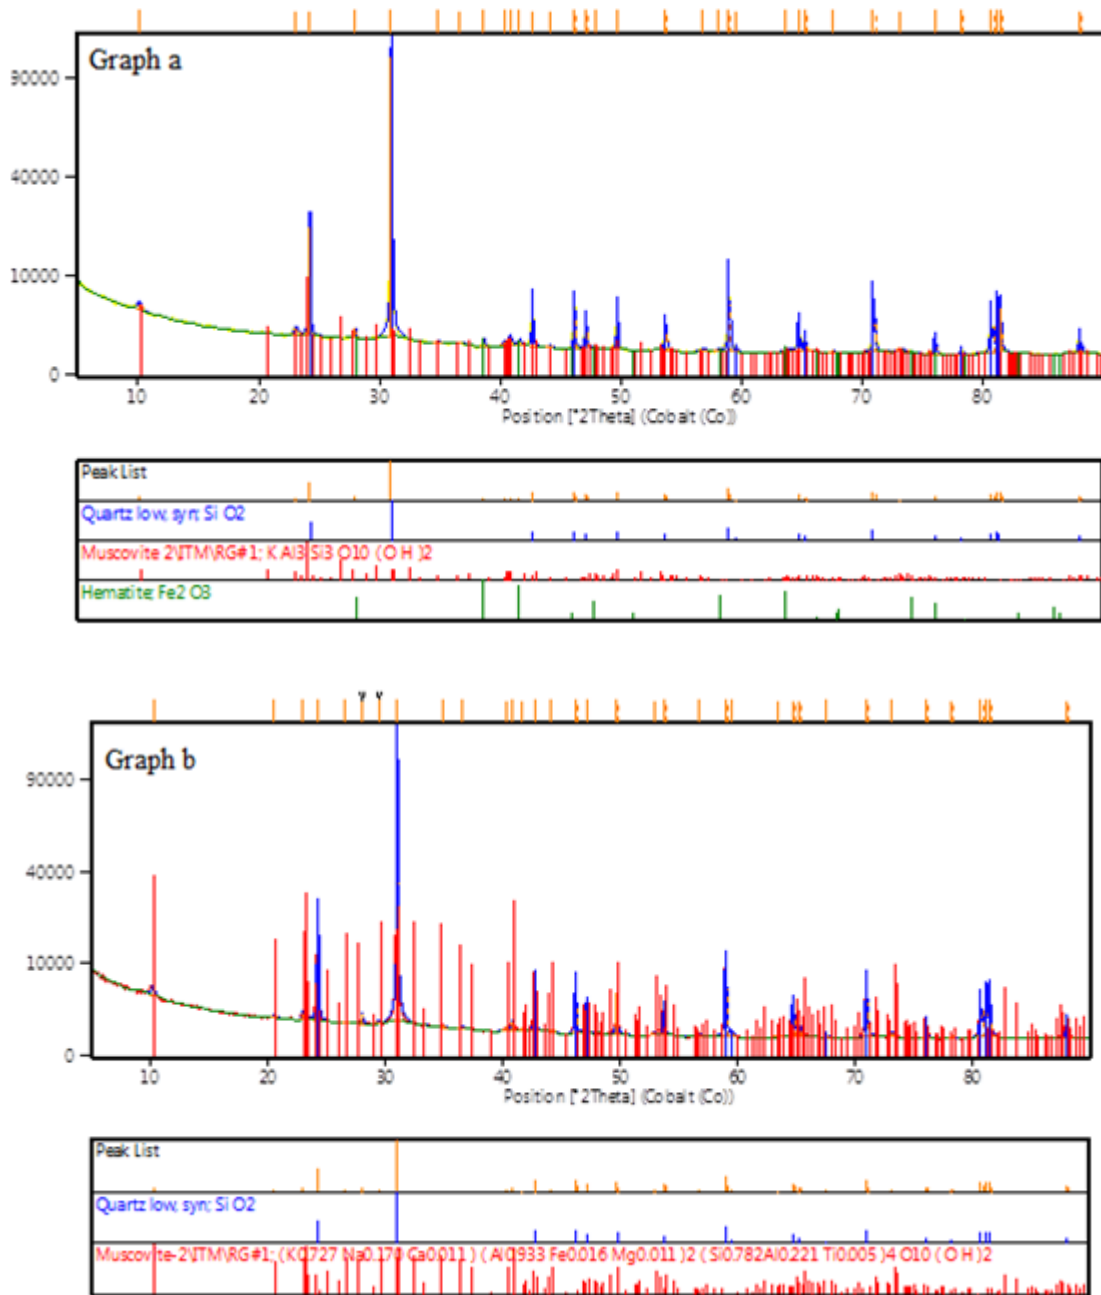 Graph a
90000
40000
10000
0
10 20 30 40 50 60 70 80
Position [°2Theta] (Cobalt (Co))
Peak List
Quartz low, syn; Si O2
Muscovite 2\ITM\RG#1; K Al3 Si3 O10 ( O H )2
Hematite; Fe2 O3
Graph b
90000
40000
10000
0
10 20 30 40 50 60 70 80
Position [°2Theta] (Cobalt (Co))
Peak List
Quartz low, syn; Si O2
Muscovite-2\ITM\RG#1; ( K0.727 Na0.170 Ca0.011 ) ( Al0.933 Fe0.016 Mg0.011 )2 ( Si0.782Al0.221 Ti0.005 )4 O10 ( O H )2